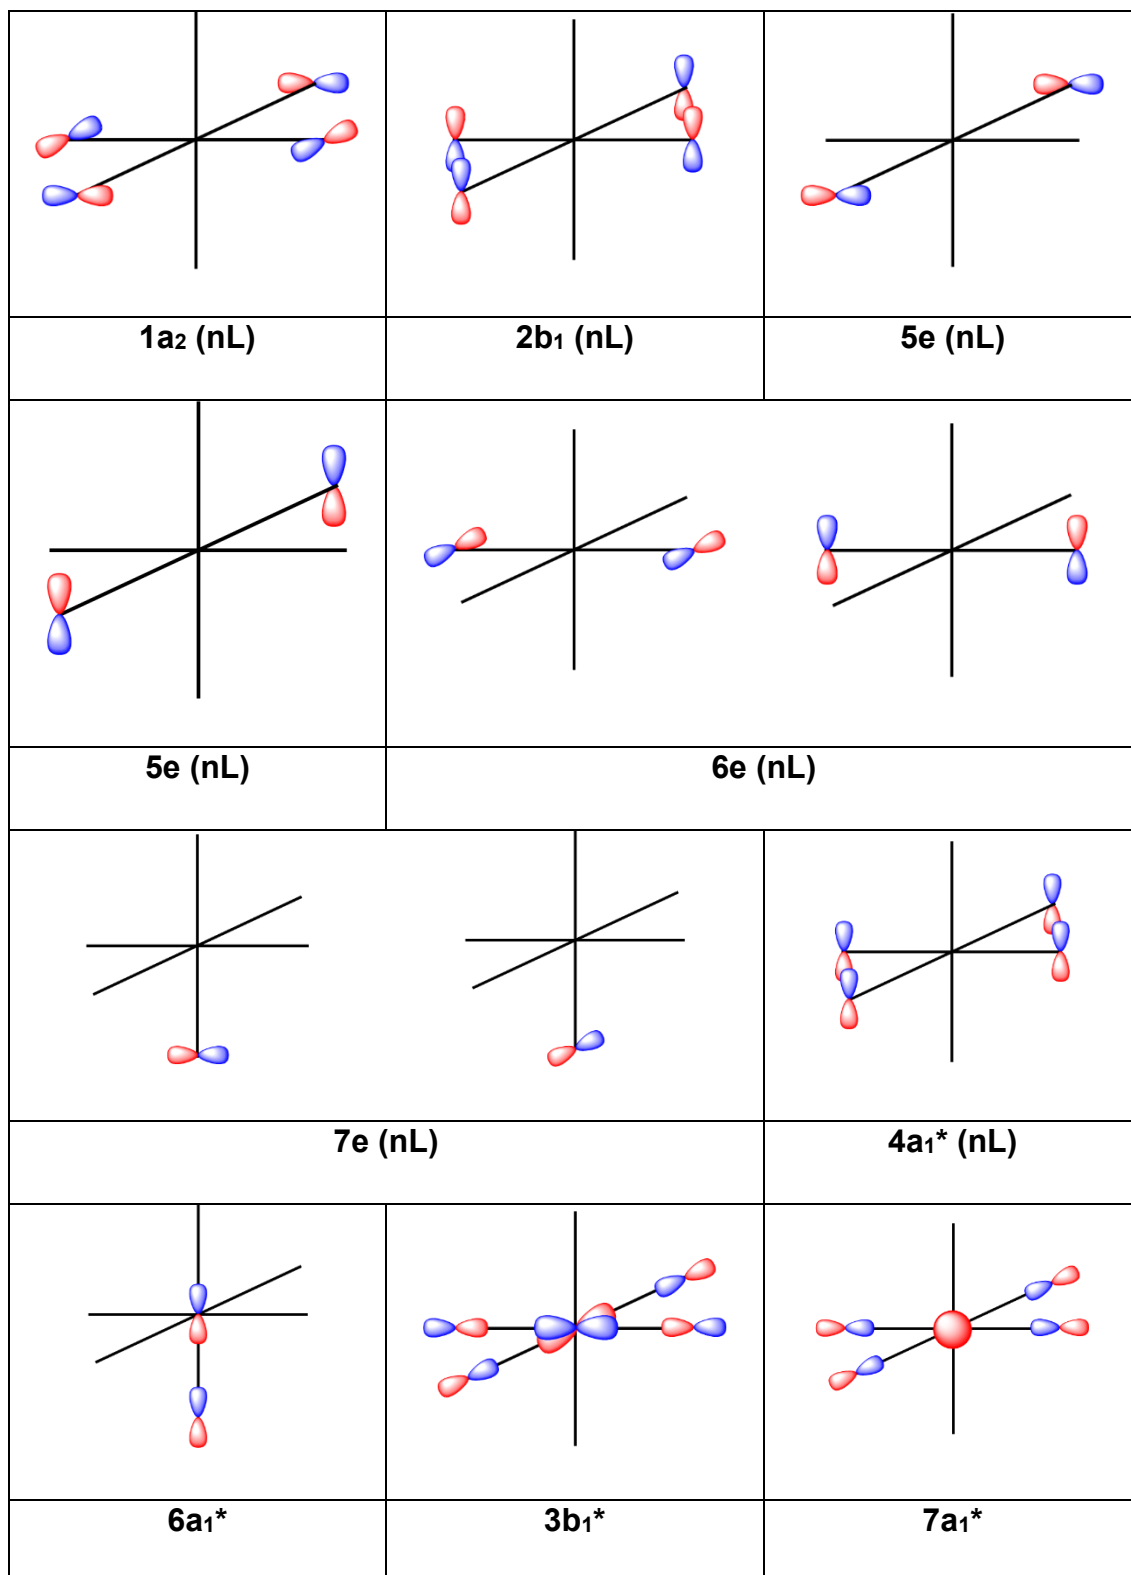 1a₂ (nL)
2b₁ (nL)
5e (nL)
5e (nL)
6e (nL)
7e (nL)
4a₁* (nL)
6a₁*
3b₁*
7a₁*